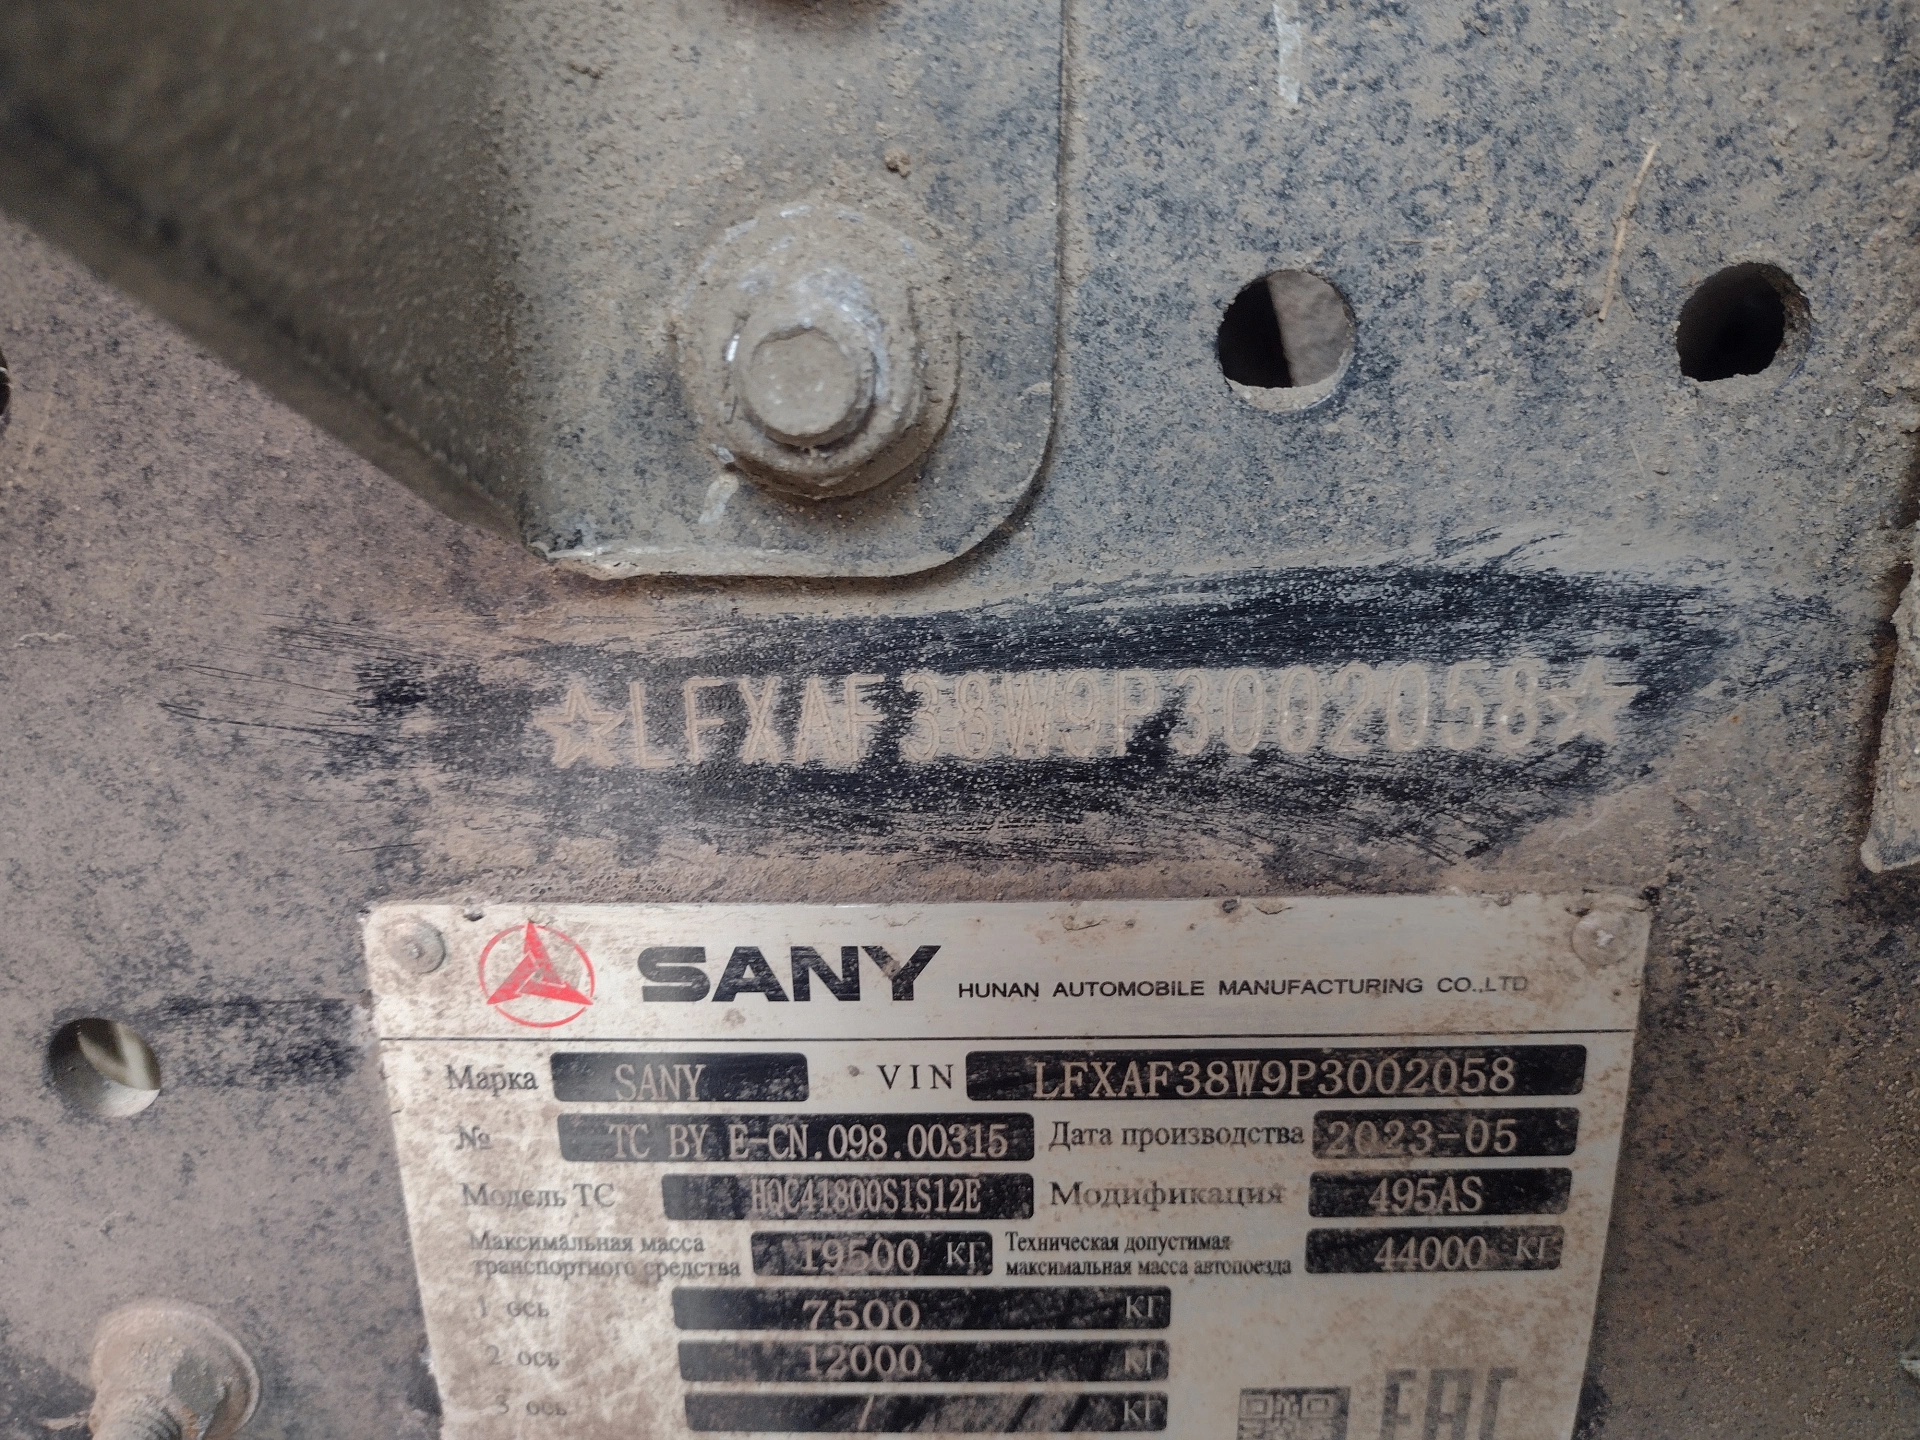 ☆LFXAF38W9P3002058☆
SANY HUNAN AUTOMOBILE MANUFACTURING CO.,LTD
Марка SANY VIN LFXAF38W9P3002058
№ TC BY E-CN.098.00315 Дата производства 2023-05
Модель ТС HQC41800S1S12E Модификация 495AS
Максимальная масса транспортного средства 19500 КГ Техническая допустимая максимальная масса автопоезда 44000 КГ
1 ось 7500 КГ
2 ось 12000 КГ
3 ось / КГ
EAC